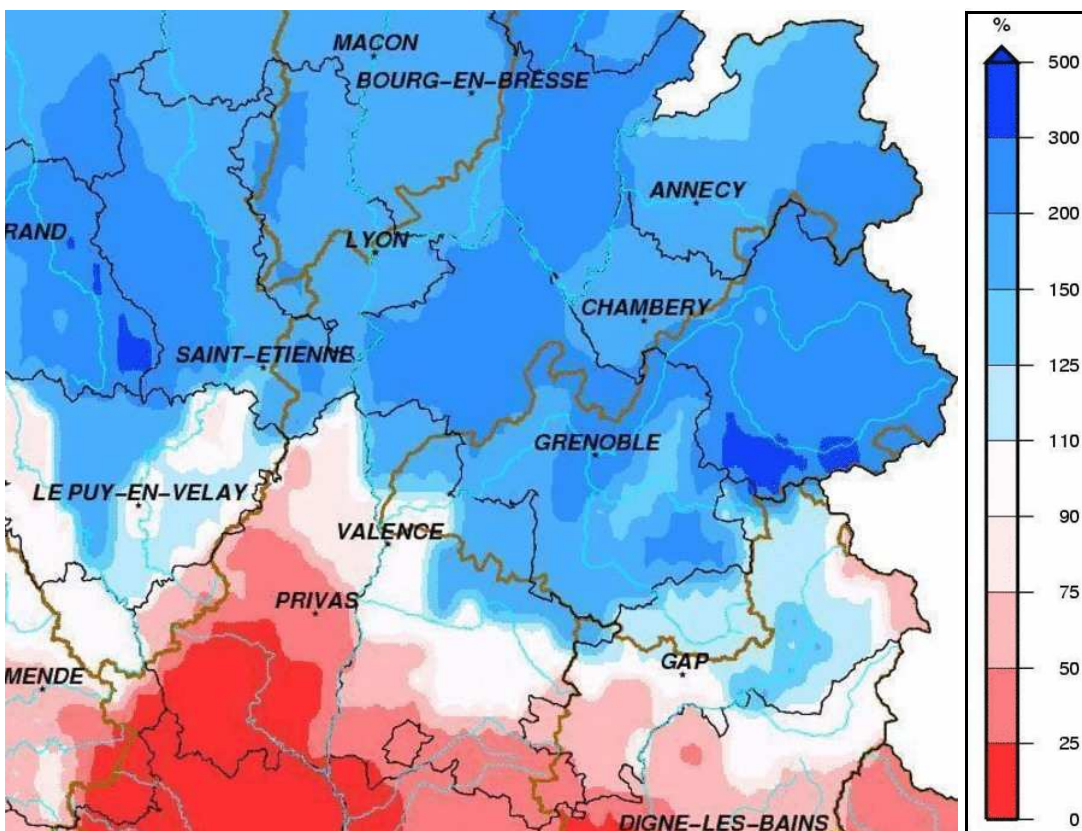 MACON
BOURG-EN-BRESSE
ANNECY
RAND
LYON
CHAMBERY
SAINT-ETIENNE
GRENOBLE
LE PUY-EN-VELAY
VALENCE
PRIVAS
GAP
MENDE
DIGNE-LES-BAINS
%
500
300
200
150
125
110
90
75
50
25
0